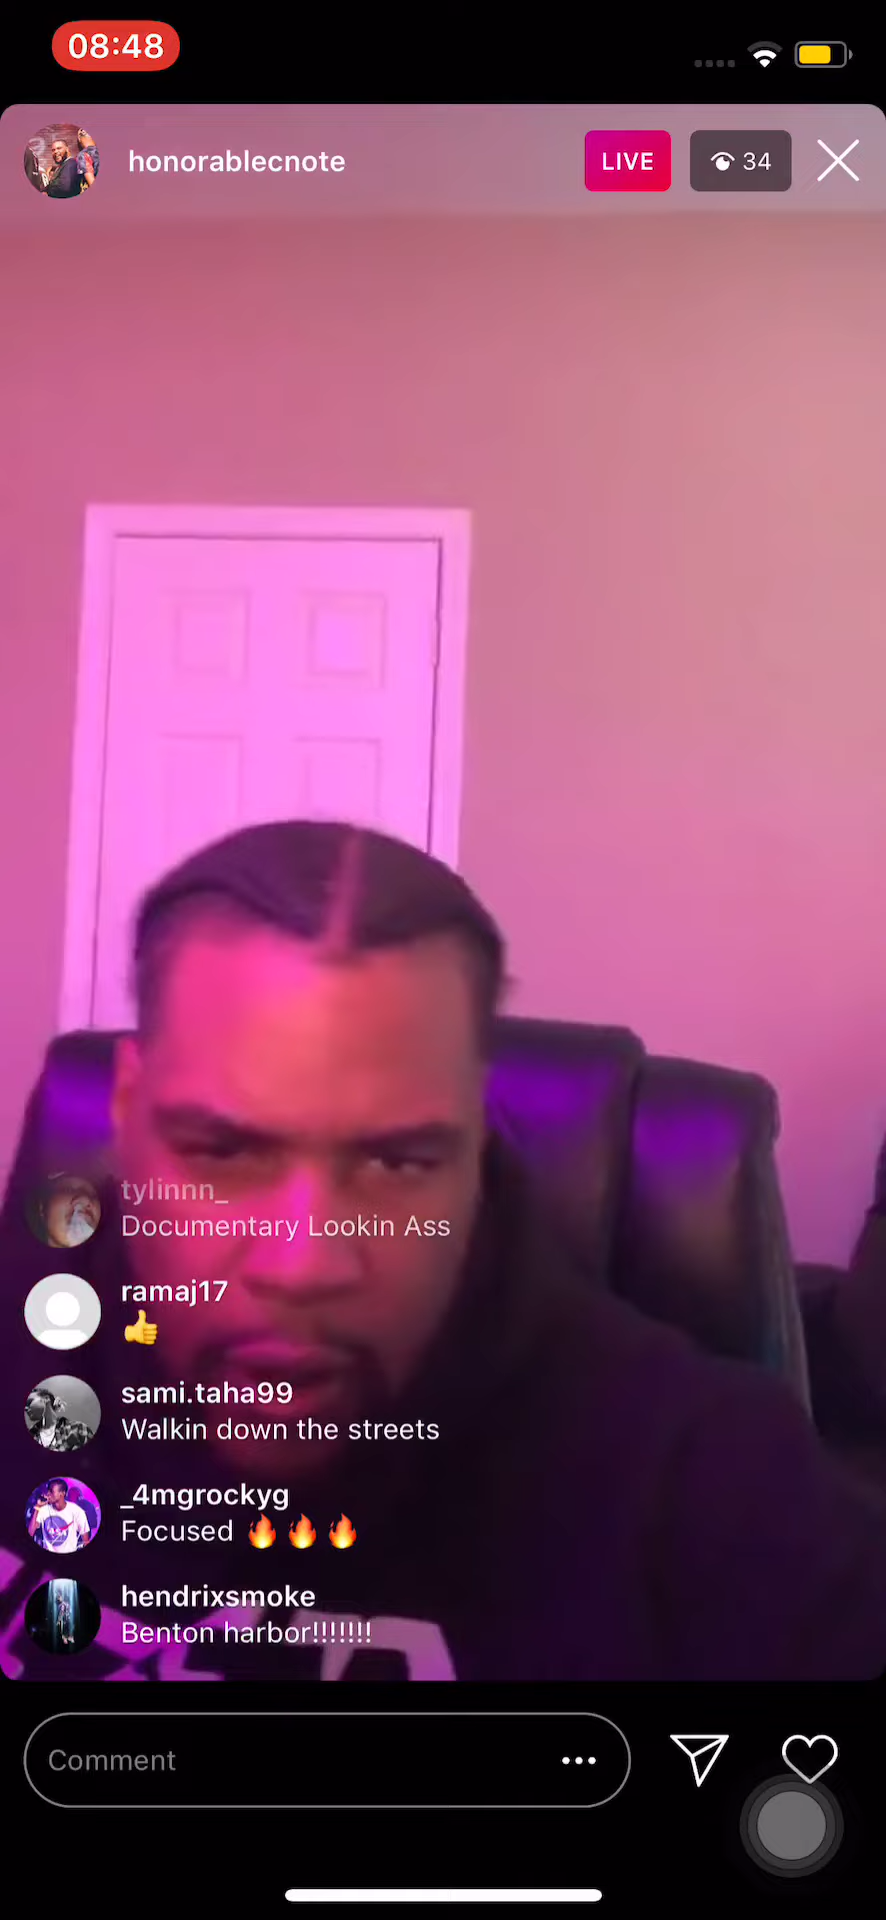 08:48
honorablecnote
LIVE
34
tylinnn_
Documentary Lookin Ass
ramaj17
👍
sami.taha99
Walkin down the streets
_4mgrockyg
Focused 🔥 🔥 🔥
hendrixsmoke
Benton harbor!!!!!!!
Comment